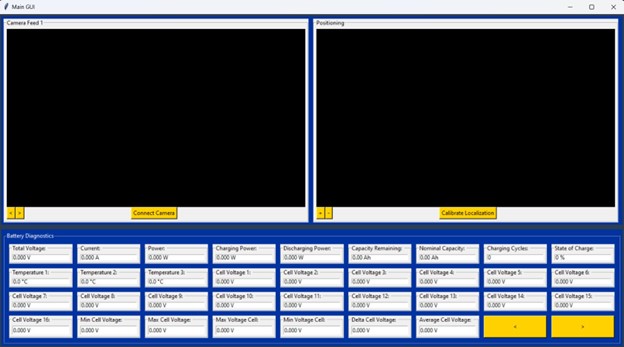 Main GUI
Camera Feed 1
Positioning
< >
Connect Camera
+ -
Calibrate Localization
Battery Diagnostics
Total Voltage: Current: Power: Charging Power: Discharging Power: Capacity Remaining: Nominal Capacity: Charging Cycles: State of Charge:
0.000 V 0.000 A 0.000 W 0.000 W 0.000 W 0.00 Ah 0.00 Ah 0 0 %
Temperature 1: Temperature 2: Temperature 3: Cell Voltage 1: Cell Voltage 2: Cell Voltage 3: Cell Voltage 4: Cell Voltage 5: Cell Voltage 6:
0.0 °C 0.0 °C 0.0 °C 0.000 V 0.000 V 0.000 V 0.000 V 0.000 V 0.000 V
Cell Voltage 7: Cell Voltage 8: Cell Voltage 9: Cell Voltage 10: Cell Voltage 11: Cell Voltage 12: Cell Voltage 13: Cell Voltage 14: Cell Voltage 15:
0.000 V 0.000 V 0.000 V 0.000 V 0.000 V 0.000 V 0.000 V 0.000 V 0.000 V
Cell Voltage 16: Min Cell Voltage: Max Cell Voltage: Max Voltage Cell: Min Voltage Cell: Delta Cell Voltage: Average Cell Voltage:
0.000 V 0.000 V 0.000 V 0.000 V 0.000 V 0.000 V 0.000 V